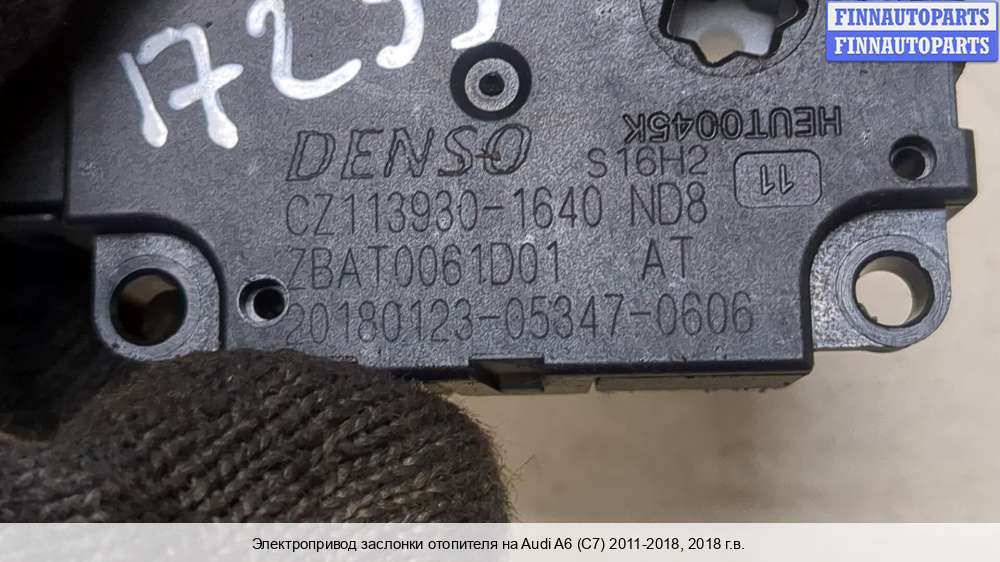 FINNAUTOPARTS
FINNAUTOPARTS
HEUT0045K
DENSO
S16H2
11
CZ113930-1640 ND8
ZBAT0061D01 AT
20180123-05347-0606
Электропривод заслонки отопителя на Audi A6 (C7) 2011-2018, 2018 г.в.